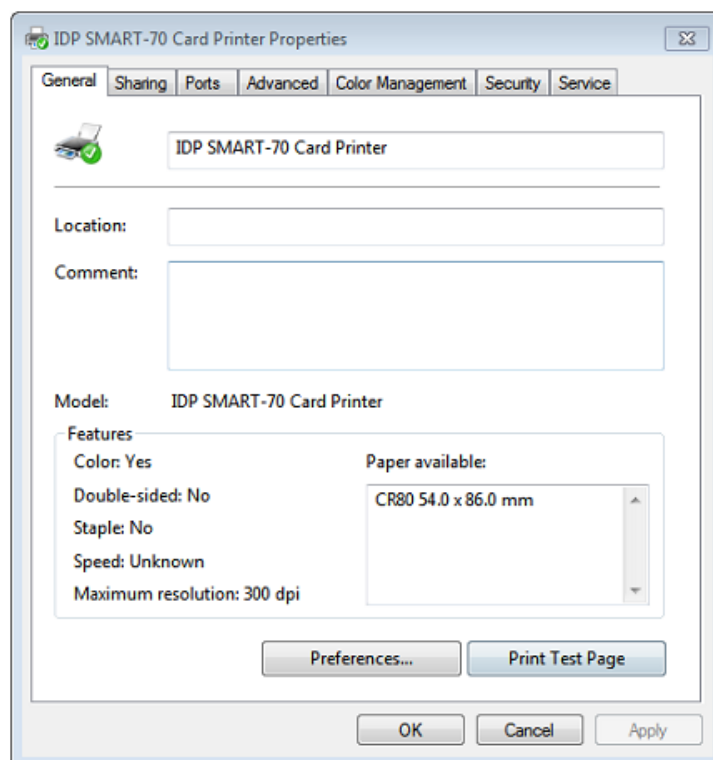 IDP SMART-70 Card Printer Properties
General Sharing Ports Advanced Color Management Security Service
IDP SMART-70 Card Printer
Location:
Comment:
Model: IDP SMART-70 Card Printer
Features
Color: Yes
Paper available:
Double-sided: No
CR80 54.0 x 86.0 mm
Staple: No
Speed: Unknown
Maximum resolution: 300 dpi
Preferences... Print Test Page
OK Cancel Apply